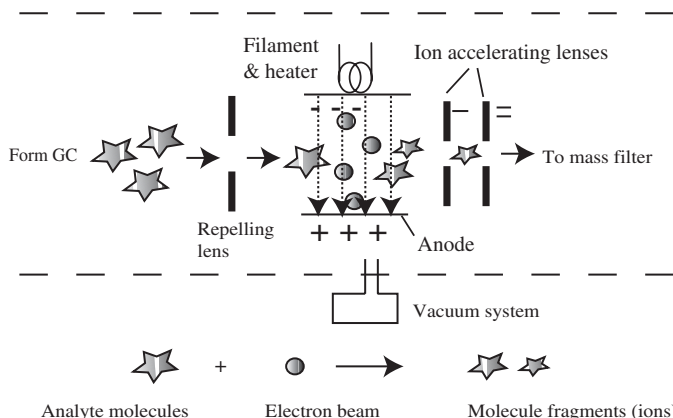 Filament
& heater
Ion accelerating lenses
- - -
−
=
Form GC
To mass filter
Repelling
lens
+ + +
Anode
Vacuum system
+
Analyte molecules
Electron beam
Molecule fragments (ions)